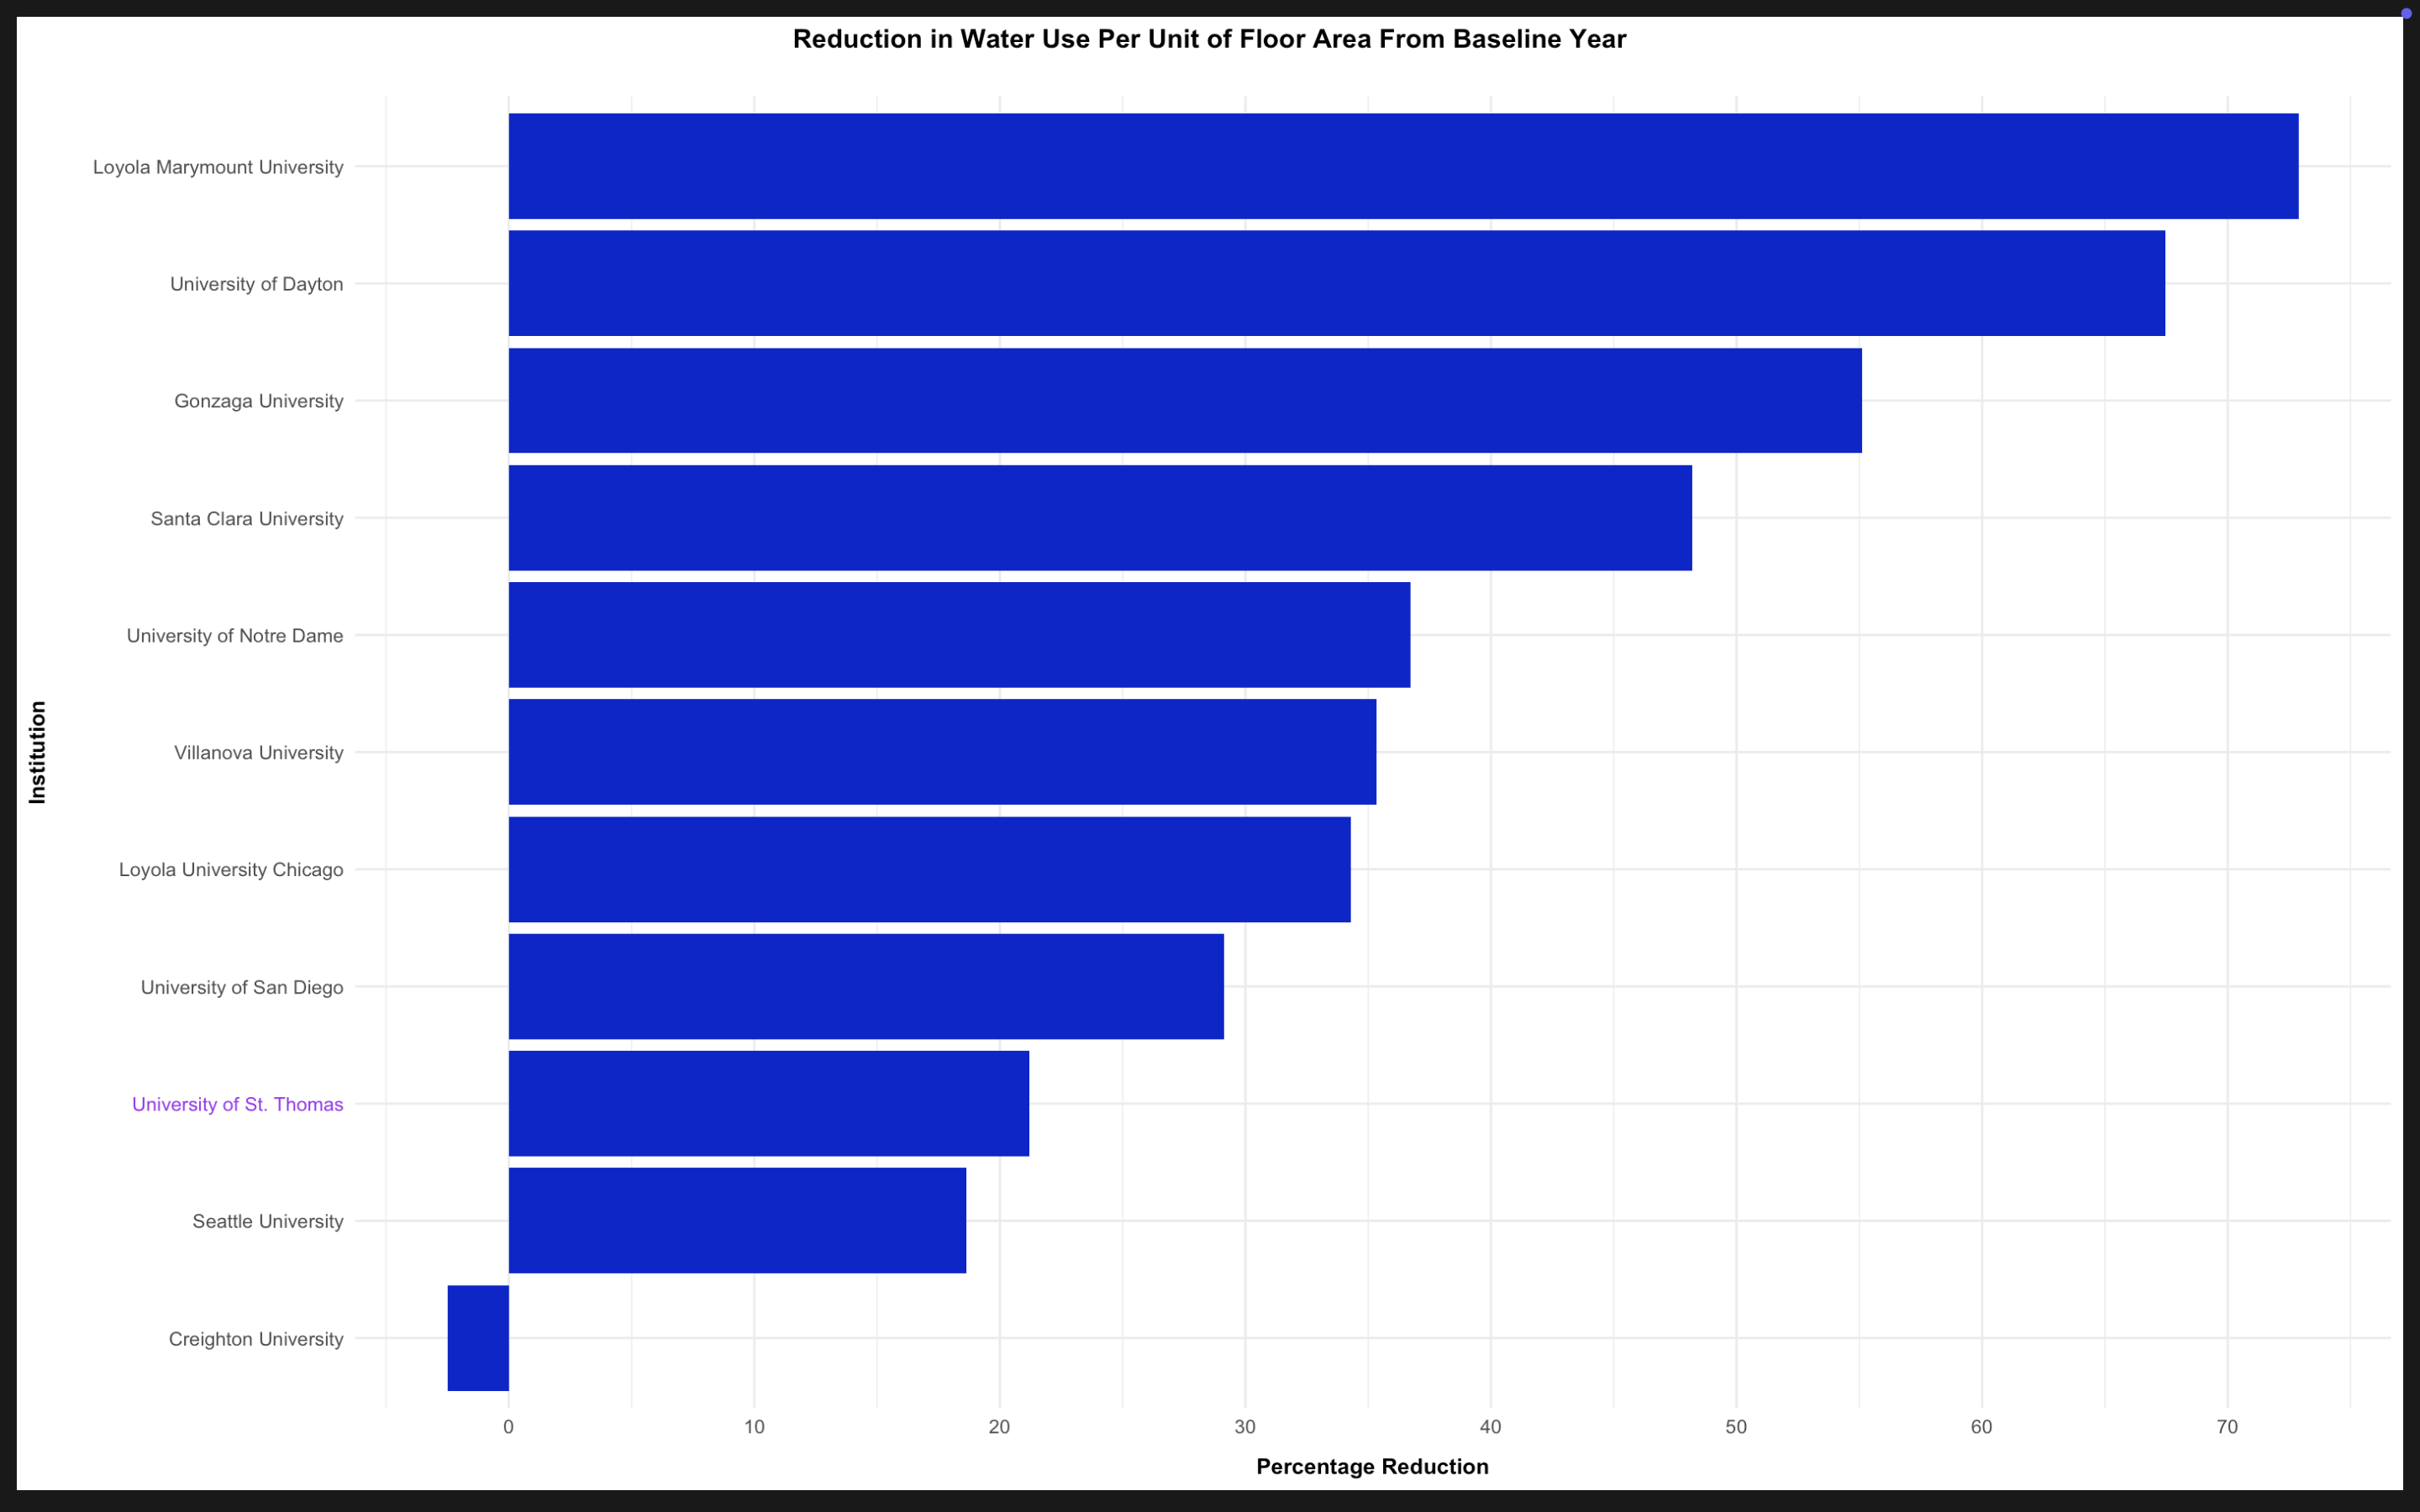 Reduction in Water Use Per Unit of Floor Area From Baseline Year
Institution
Loyola Marymount University
University of Dayton
Gonzaga University
Santa Clara University
University of Notre Dame
Villanova University
Loyola University Chicago
University of San Diego
University of St. Thomas
Seattle University
Creighton University
0 10 20 30 40 50 60 70
Percentage Reduction